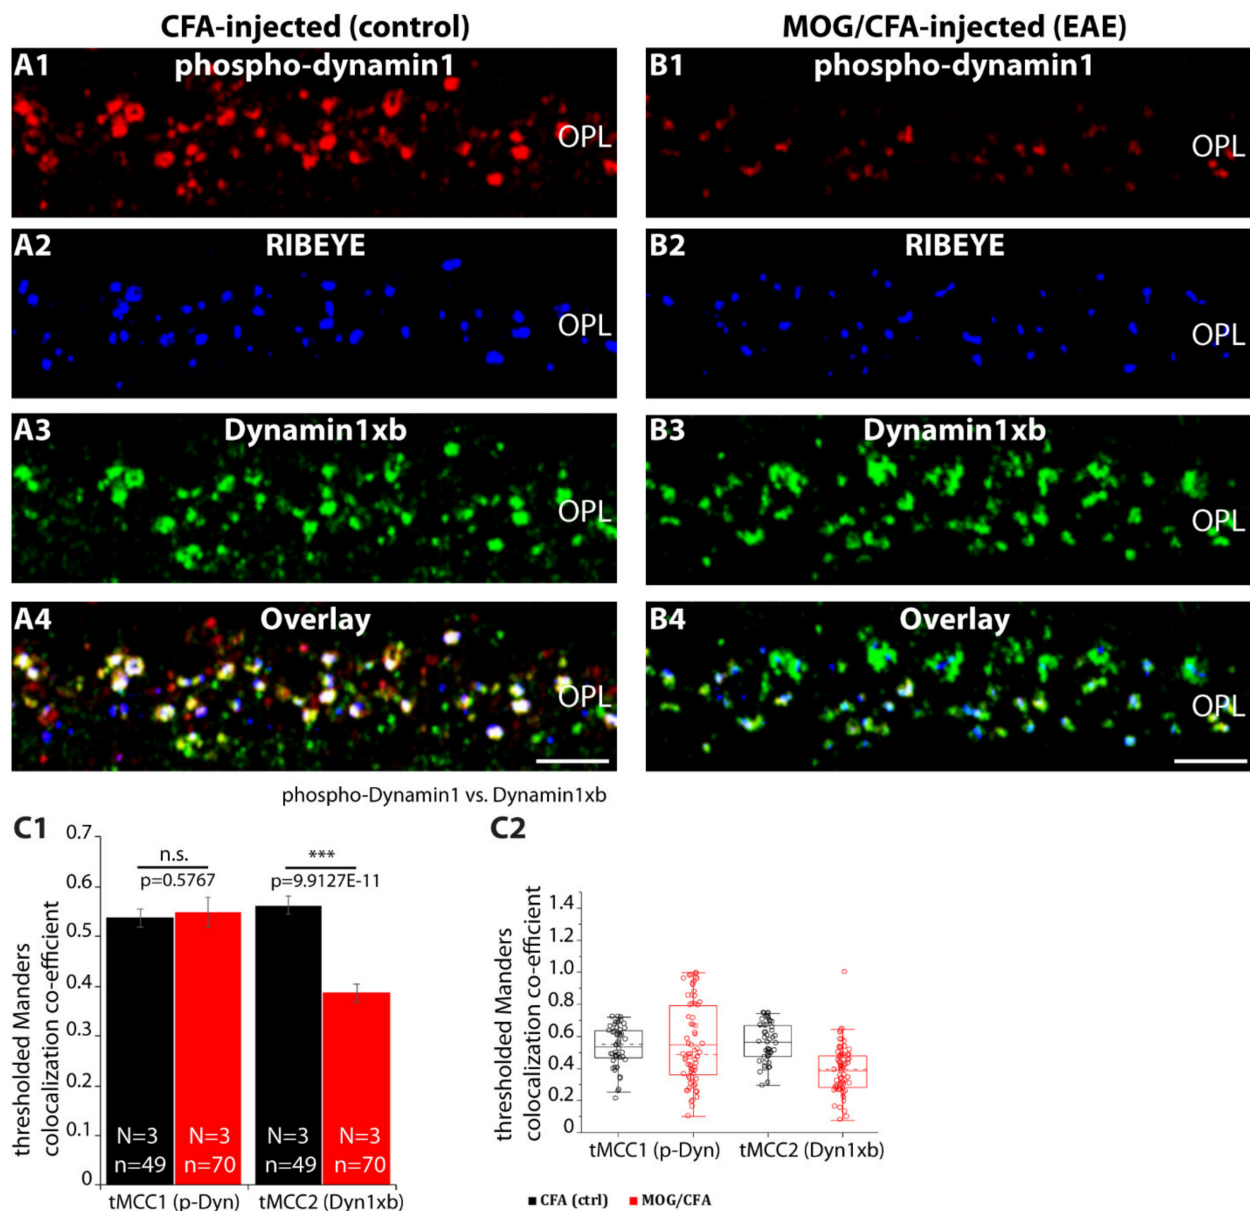 CFA-injected (control)
MOG/CFA-injected (EAE)
A1
phospho-dynamin1
OPL
B1
phospho-dynamin1
OPL
A2
RIBEYE
OPL
B2
RIBEYE
OPL
A3
Dynamin1xb
OPL
B3
Dynamin1xb
OPL
A4
Overlay
OPL
B4
Overlay
OPL
phospho-Dynamin1 vs. Dynamin1xb
C1
thresholded Manders
colocalization co-efficient
0.7
0.6
0.5
0.4
0.3
0.2
0.1
0
n.s.
p=0.5767
***
p=9.9127E-11
N=3
n=49
N=3
n=70
N=3
n=49
N=3
n=70
tMCC1 (p-Dyn)
tMCC2 (Dyn1xb)
C2
thresholded Manders
colocalization co-efficient
1.4
1.2
1.0
0.8
0.6
0.4
0.2
0
tMCC1 (p-Dyn)
tMCC2 (Dyn1xb)
CFA (ctrl)
MOG/CFA